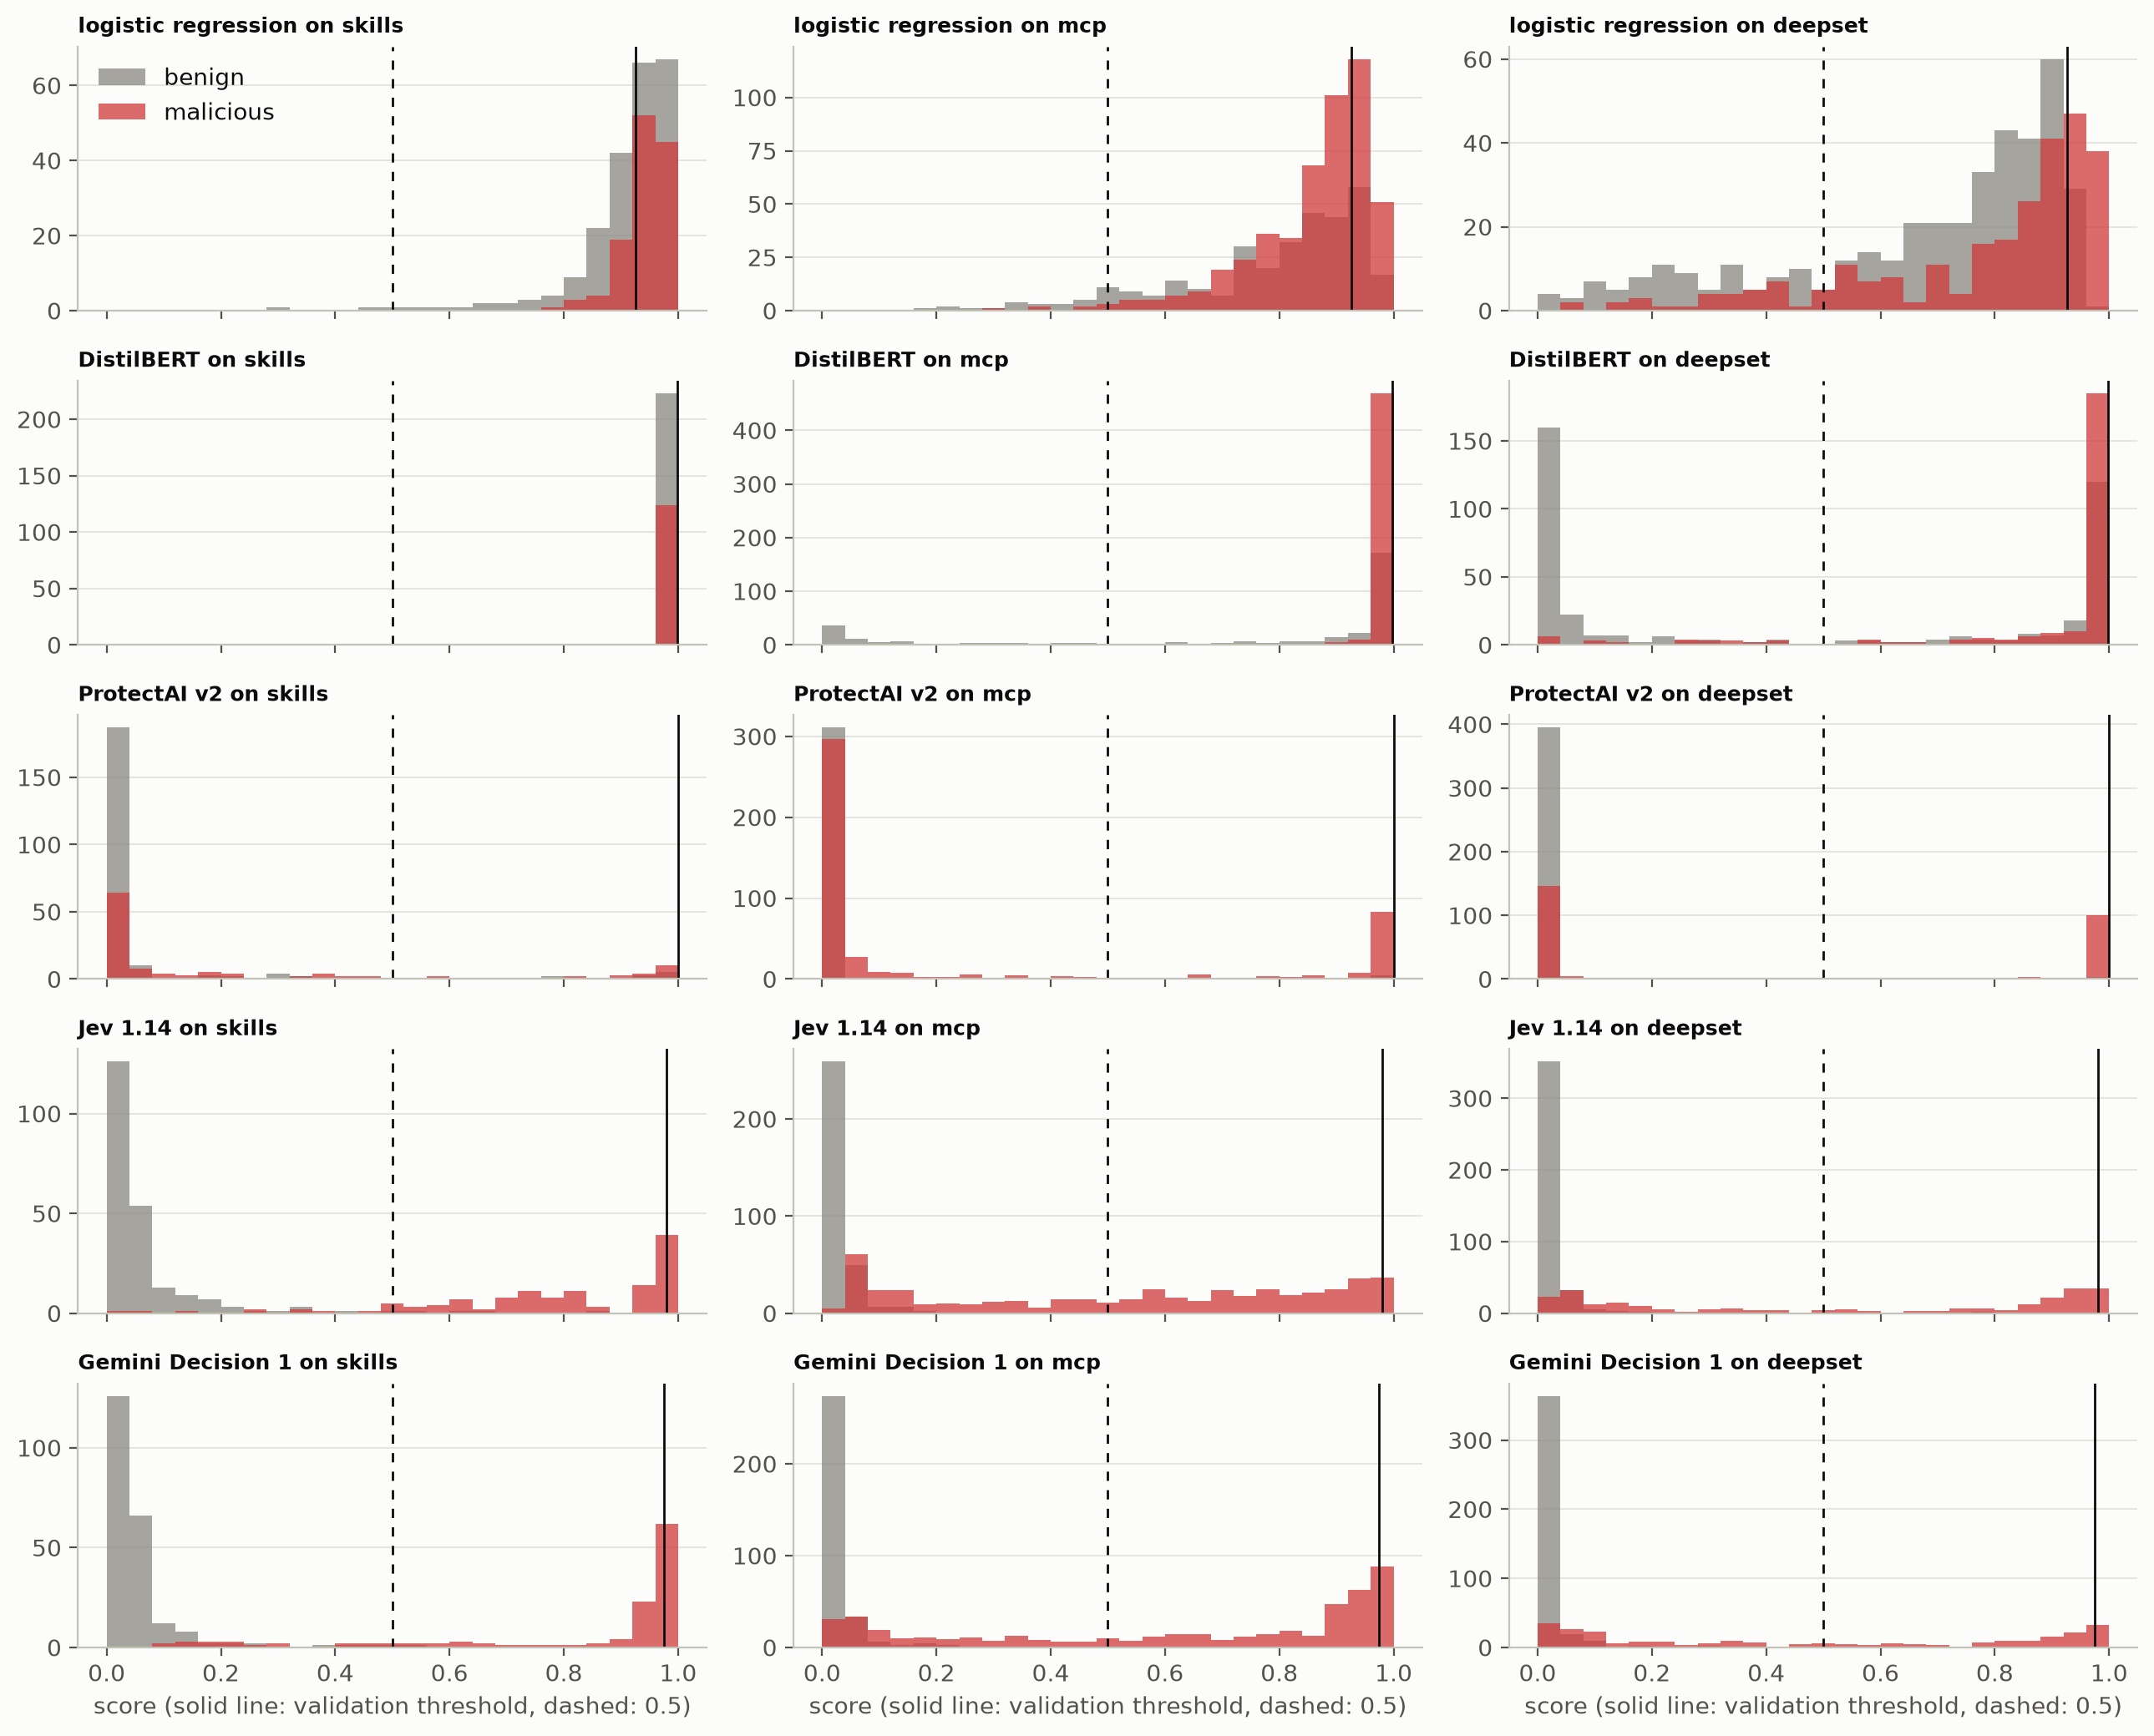 logistic regression on skills
logistic regression on mcp
logistic regression on deepset
benign
malicious
60
40
20
0
100
75
50
25
0
60
40
20
0
DistilBERT on skills
DistilBERT on mcp
DistilBERT on deepset
200
150
100
50
0
400
300
200
100
0
150
100
50
0
ProtectAI v2 on skills
ProtectAI v2 on mcp
ProtectAI v2 on deepset
150
100
50
0
300
200
100
0
400
300
200
100
0
Jev 1.14 on skills
Jev 1.14 on mcp
Jev 1.14 on deepset
100
50
0
200
100
0
300
200
100
0
Gemini Decision 1 on skills
Gemini Decision 1 on mcp
Gemini Decision 1 on deepset
100
50
0
200
100
0
300
200
100
0
0.0 0.2 0.4 0.6 0.8 1.0
0.0 0.2 0.4 0.6 0.8 1.0
0.0 0.2 0.4 0.6 0.8 1.0
score (solid line: validation threshold, dashed: 0.5)
score (solid line: validation threshold, dashed: 0.5)
score (solid line: validation threshold, dashed: 0.5)